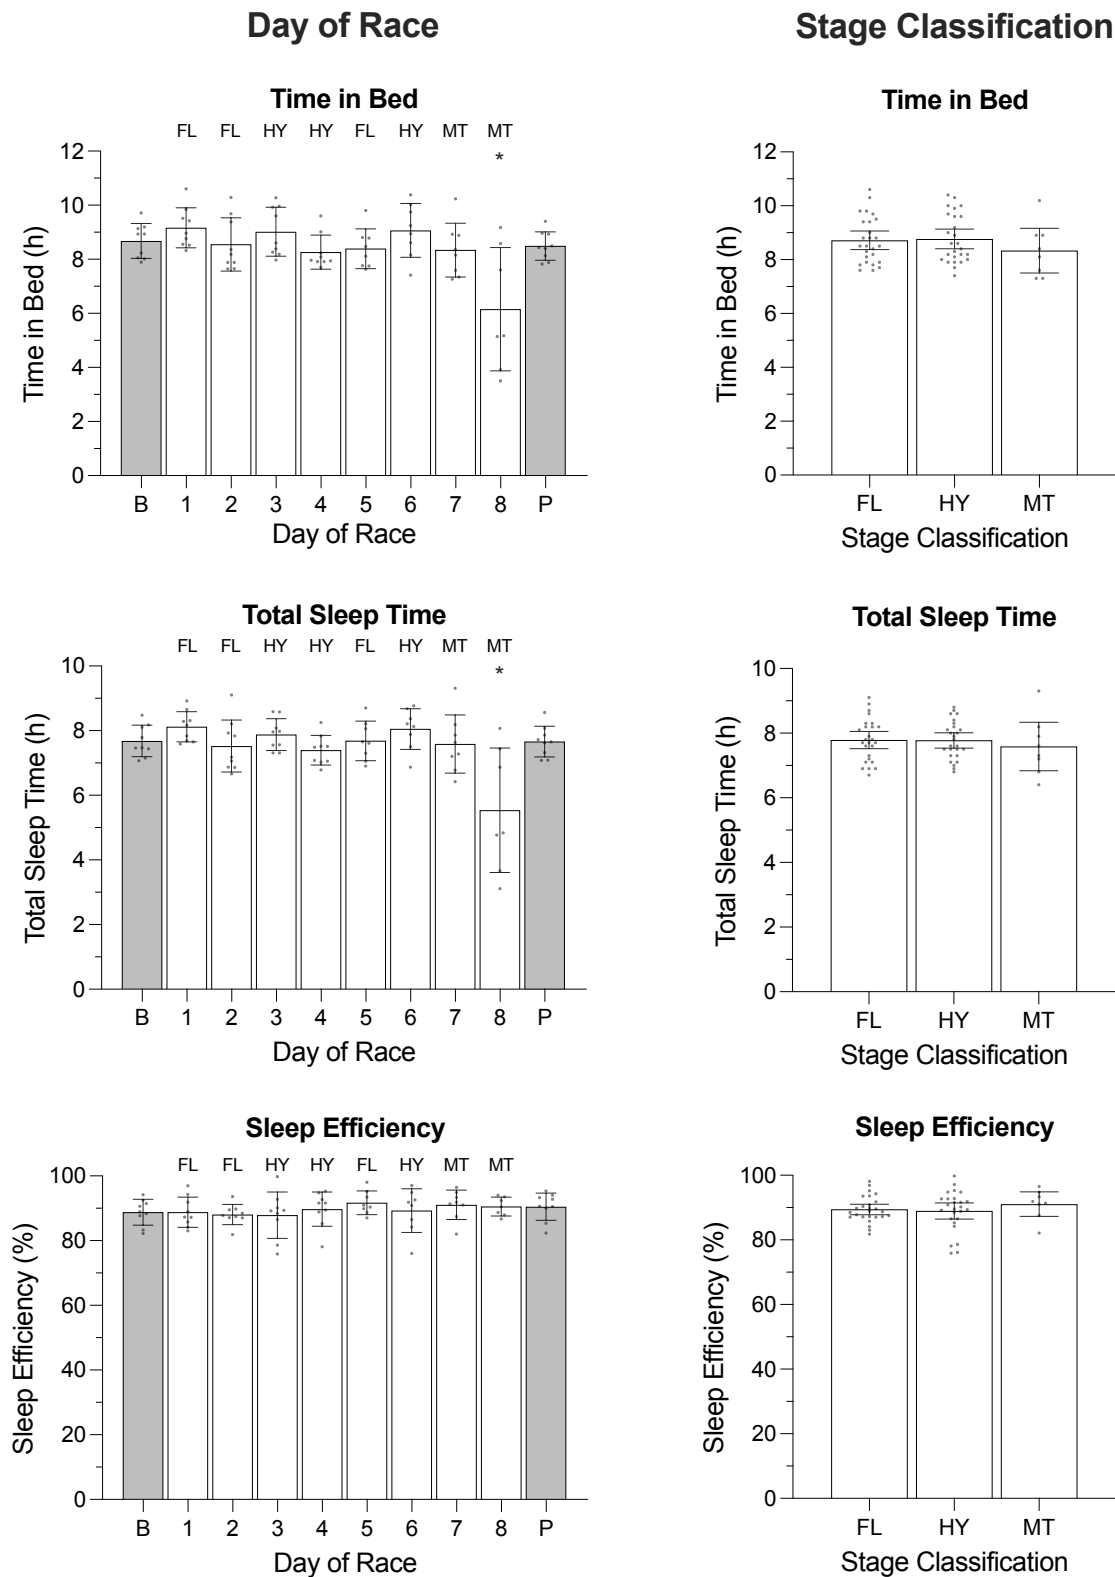 Day of Race
Stage Classification
Time in Bed
FL FL HY HY FL HY MT MT
*
Time in Bed (h)
12
10
8
6
4
2
0
B 1 2 3 4 5 6 7 8 P
Day of Race
Time in Bed
Time in Bed (h)
12
10
8
6
4
2
0
FL HY MT
Stage Classification
Total Sleep Time
FL FL HY HY FL HY MT MT
*
Total Sleep Time (h)
10
8
6
4
2
0
B 1 2 3 4 5 6 7 8 P
Day of Race
Total Sleep Time
Total Sleep Time (h)
10
8
6
4
2
0
FL HY MT
Stage Classification
Sleep Efficiency
FL FL HY HY FL HY MT MT
Sleep Efficiency (%)
100
80
60
40
20
0
B 1 2 3 4 5 6 7 8 P
Day of Race
Sleep Efficiency
Sleep Efficiency (%)
100
80
60
40
20
0
FL HY MT
Stage Classification